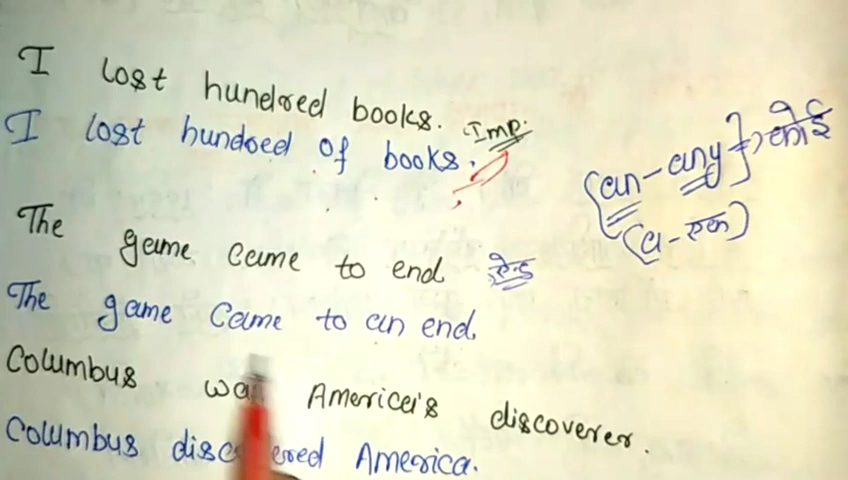 I lost hundred books.
I lost hundred of books. Imp.
{an - any} → कोई
(a - एक)
The game came to end ऐन्ड
The game came to an end.
Columbus was America's discoverer.
Columbus discovered America.